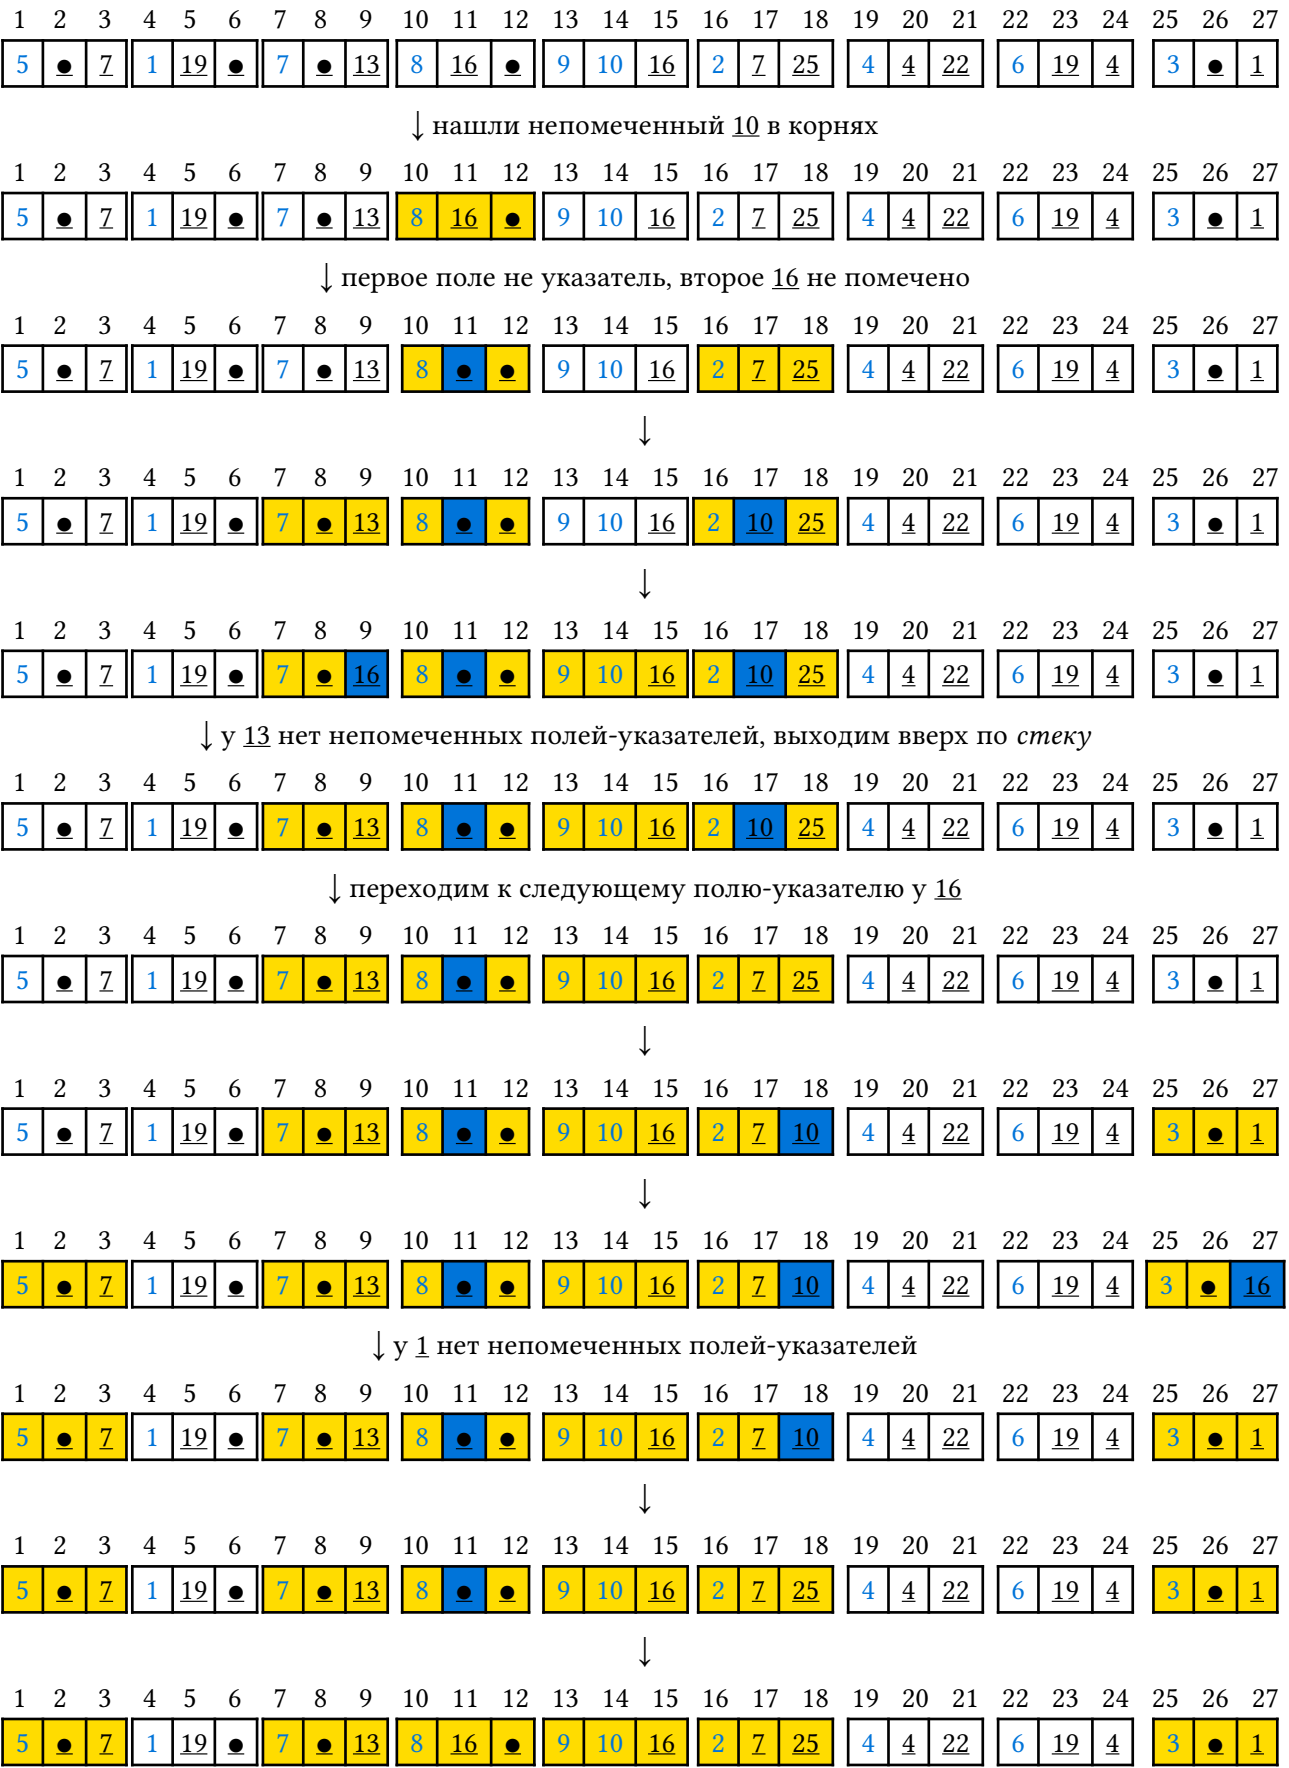 1 2 3 4 5 6 7 8 9 10 11 12 13 14 15 16 17 18 19 20 21 22 23 24 25 26 27
5 ● 7 1 19 ● 7 ● 13 8 16 ● 9 10 16 2 7 25 4 4 22 6 19 4 3 ● 1
↓ нашли непомеченный 10 в корнях
1 2 3 4 5 6 7 8 9 10 11 12 13 14 15 16 17 18 19 20 21 22 23 24 25 26 27
5 ● 7 1 19 ● 7 ● 13 8 16 ● 9 10 16 2 7 25 4 4 22 6 19 4 3 ● 1
↓ первое поле не указатель, второе 16 не помечено
1 2 3 4 5 6 7 8 9 10 11 12 13 14 15 16 17 18 19 20 21 22 23 24 25 26 27
5 ● 7 1 19 ● 7 ● 13 8 ● ● 9 10 16 2 7 25 4 4 22 6 19 4 3 ● 1
↓
1 2 3 4 5 6 7 8 9 10 11 12 13 14 15 16 17 18 19 20 21 22 23 24 25 26 27
5 ● 7 1 19 ● 7 ● 13 8 ● ● 9 10 16 2 10 25 4 4 22 6 19 4 3 ● 1
↓
1 2 3 4 5 6 7 8 9 10 11 12 13 14 15 16 17 18 19 20 21 22 23 24 25 26 27
5 ● 7 1 19 ● 7 ● 16 8 ● ● 9 10 16 2 10 25 4 4 22 6 19 4 3 ● 1
↓ у 13 нет непомеченных полей-указателей, выходим вверх по стеку
1 2 3 4 5 6 7 8 9 10 11 12 13 14 15 16 17 18 19 20 21 22 23 24 25 26 27
5 ● 7 1 19 ● 7 ● 13 8 ● ● 9 10 16 2 10 25 4 4 22 6 19 4 3 ● 1
↓ переходим к следующему полю-указателю у 16
1 2 3 4 5 6 7 8 9 10 11 12 13 14 15 16 17 18 19 20 21 22 23 24 25 26 27
5 ● 7 1 19 ● 7 ● 13 8 ● ● 9 10 16 2 7 25 4 4 22 6 19 4 3 ● 1
↓
1 2 3 4 5 6 7 8 9 10 11 12 13 14 15 16 17 18 19 20 21 22 23 24 25 26 27
5 ● 7 1 19 ● 7 ● 13 8 ● ● 9 10 16 2 7 10 4 4 22 6 19 4 3 ● 1
↓
1 2 3 4 5 6 7 8 9 10 11 12 13 14 15 16 17 18 19 20 21 22 23 24 25 26 27
5 ● 7 1 19 ● 7 ● 13 8 ● ● 9 10 16 2 7 10 4 4 22 6 19 4 3 ● 16
↓ у 1 нет непомеченных полей-указателей
1 2 3 4 5 6 7 8 9 10 11 12 13 14 15 16 17 18 19 20 21 22 23 24 25 26 27
5 ● 7 1 19 ● 7 ● 13 8 ● ● 9 10 16 2 7 10 4 4 22 6 19 4 3 ● 1
↓
1 2 3 4 5 6 7 8 9 10 11 12 13 14 15 16 17 18 19 20 21 22 23 24 25 26 27
5 ● 7 1 19 ● 7 ● 13 8 ● ● 9 10 16 2 7 25 4 4 22 6 19 4 3 ● 1
↓
1 2 3 4 5 6 7 8 9 10 11 12 13 14 15 16 17 18 19 20 21 22 23 24 25 26 27
5 ● 7 1 19 ● 7 ● 13 8 16 ● 9 10 16 2 7 25 4 4 22 6 19 4 3 ● 1